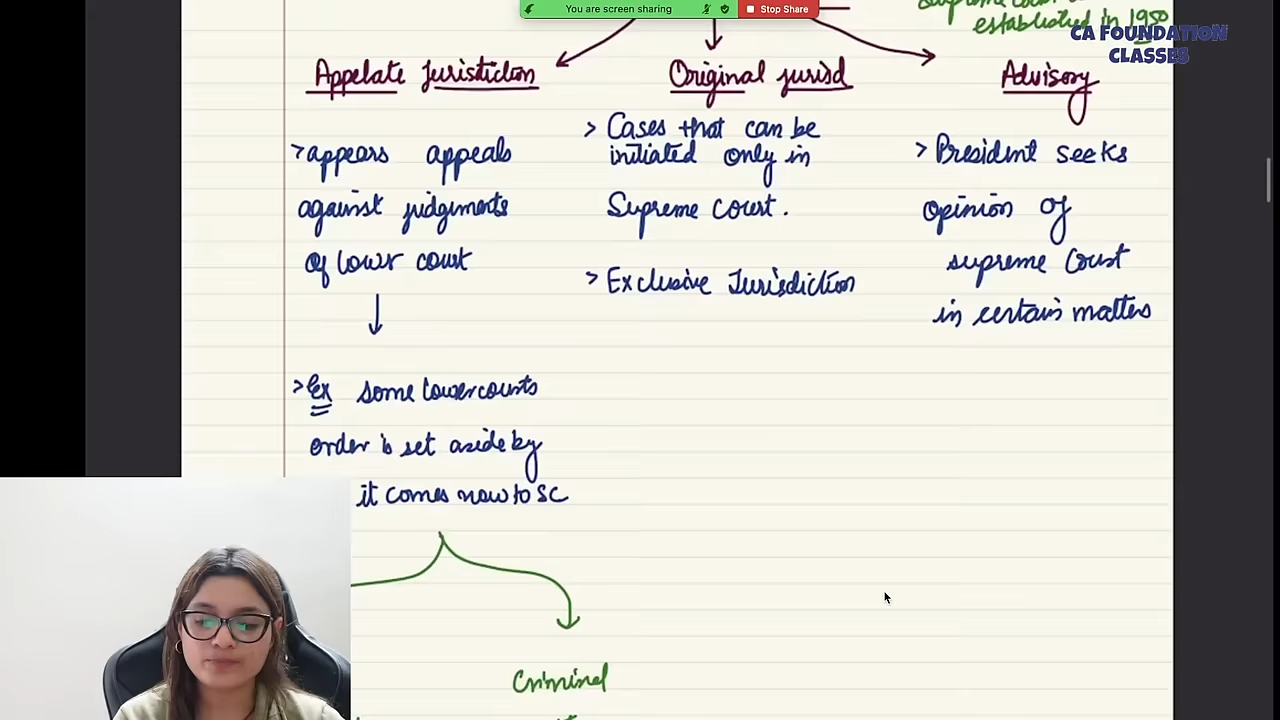 You are screen sharing
Stop Share
established in 1950
CA FOUNDATION
CLASSES
Appelate Juristiction
Original jurisd
Advisory
> appears appeals
against judgements
of lower court
> Cases that can be
initiated only in
Supreme Court.
> Exclusive Jurisdiction
> President seeks
opinion of
supreme Court
in certain matters
> Ex some lower courts
order is set aside by
it comes now to SC
Criminal